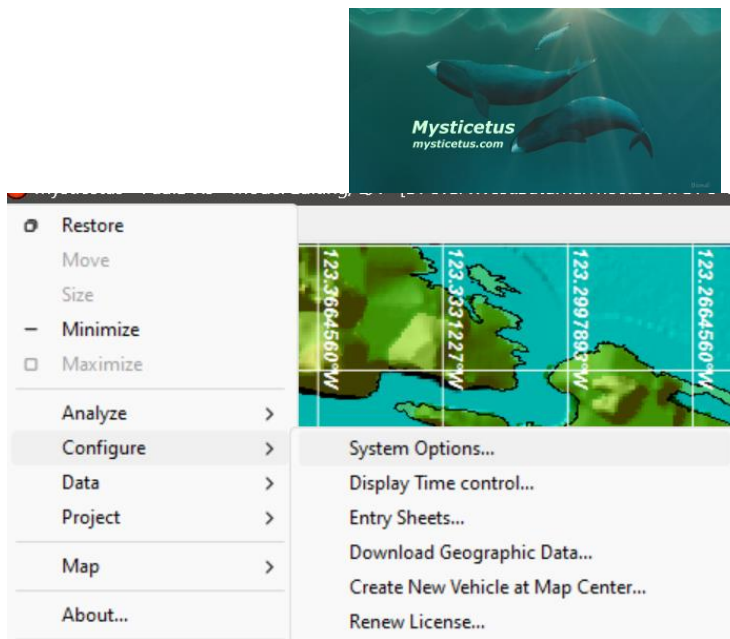 Mysticetus
mysticetus.com
Restore
Move
Size
Minimize
Maximize
Analyze
Configure
Data
Project
Map
About...
123.3664560°W
123.3331227°W
123.2997893°W
123.2664560°W
System Options...
Display Time control...
Entry Sheets...
Download Geographic Data...
Create New Vehicle at Map Center...
Renew License...